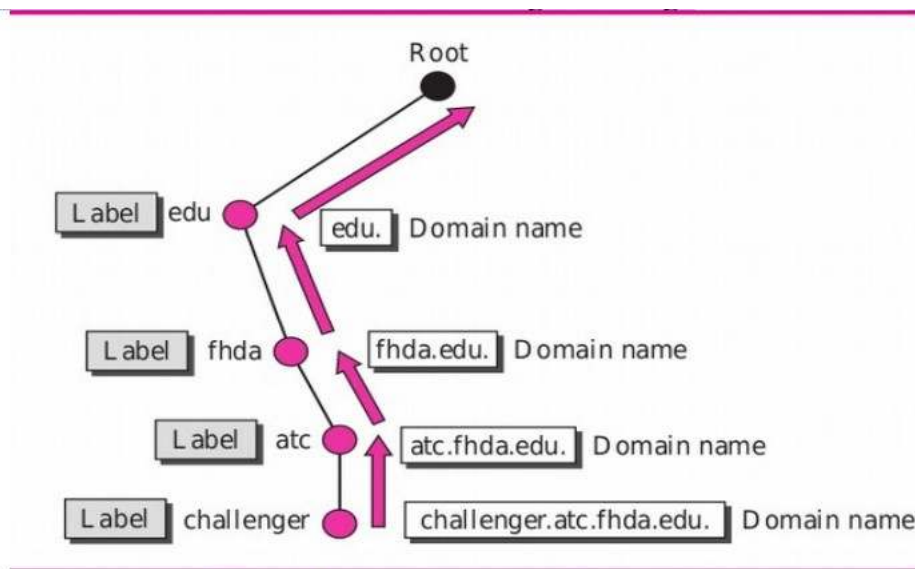 Root
Label edu
edu. Domain name
Label fhda
fhda.edu. Domain name
Label atc
atc.fhda.edu. Domain name
Label challenger
challenger.atc.fhda.edu. Domain name